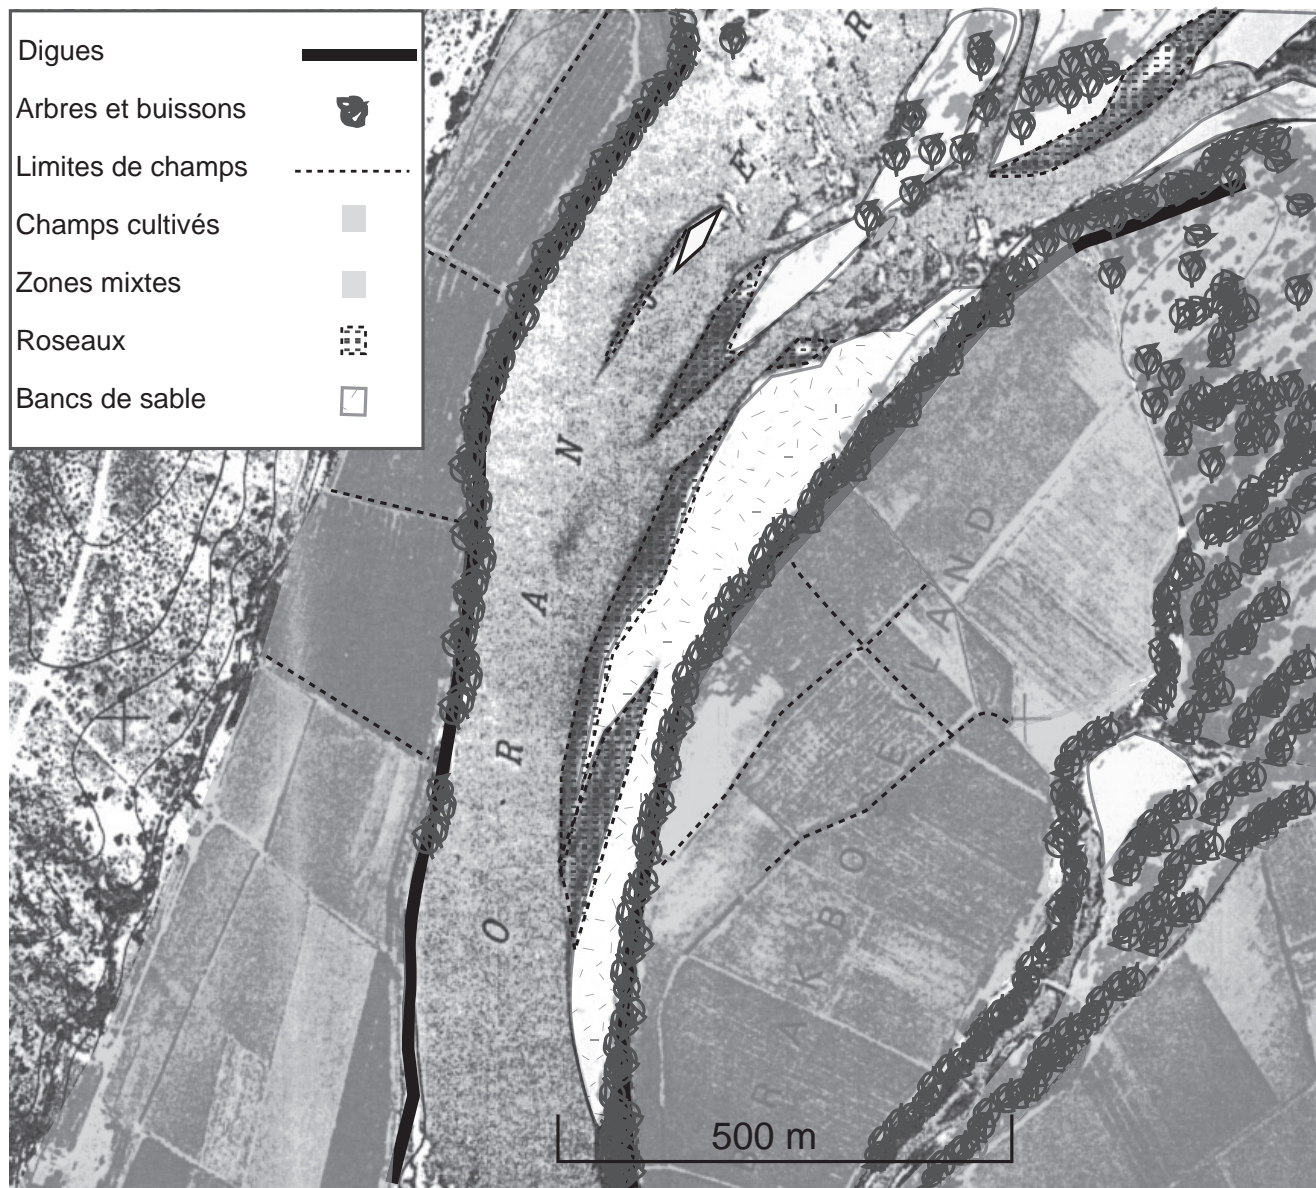 Digues
Arbres et buissons
Limites de champs
Champs cultivés
Zones mixtes
Roseaux
Bancs de sable
O R A N J E R
R A K B O E L A N D
500 m